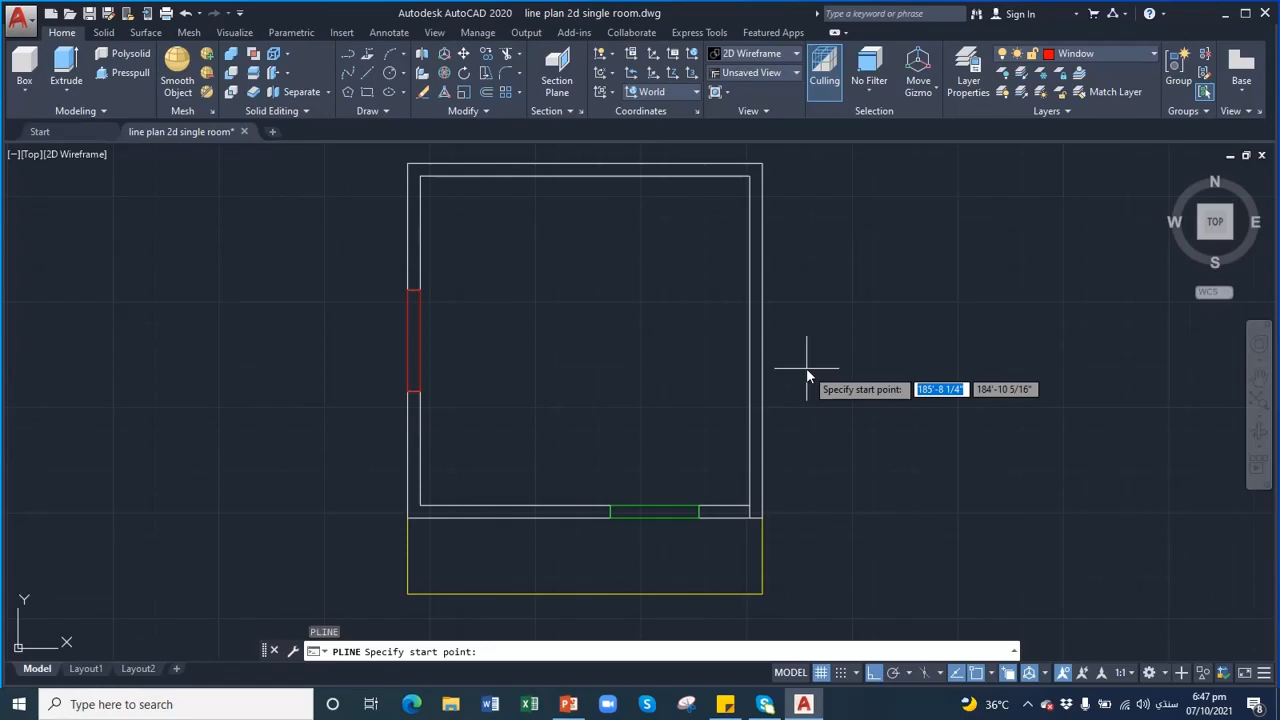 Autodesk AutoCAD 2020 line plan 2d single room.dwg
Type a keyword or phrase
Sign In
Home Solid Surface Mesh Visualize Parametric Insert Annotate View Manage Output Add-ins Collaborate Express Tools Featured Apps
Box
Extrude
Polysolid
Presspull
Smooth
Object
Separate
Section
Plane
World
2D Wireframe
Unsaved View
Culling
No Filter
Move
Gizmo
Layer
Properties
Window
Match Layer
Group
Base
Modeling Mesh Solid Editing Draw Modify Section Coordinates View Selection Layers Groups View
Start line plan 2d single room*
[−][Top][2D Wireframe]
N
W TOP E
S
WCS
Specify start point: 185'-8 1/4" 184'-10 5/16"
Y
X
PLINE
PLINE Specify start point:
Model Layout1 Layout2
MODEL 1:1
Type here to search
36°C
سنڌي
6:47 pm
07/10/2021
8